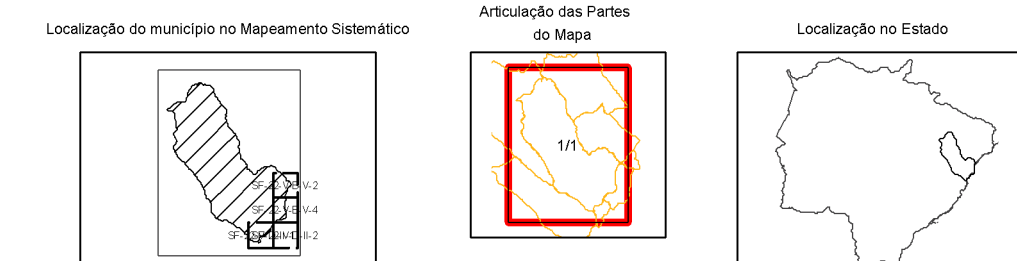 Localização do município no Mapeamento Sistemático
Articulação das Partes
do Mapa
Localização no Estado
1/1
SF-22-V-B-V-2
SF-22-V-B-V-4